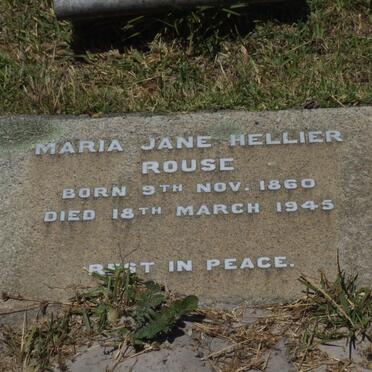 MARIA JANE HELLIER
ROUSE
BORN 9TH NOV. 1860
DIED 18TH MARCH 1945
REST IN PEACE.